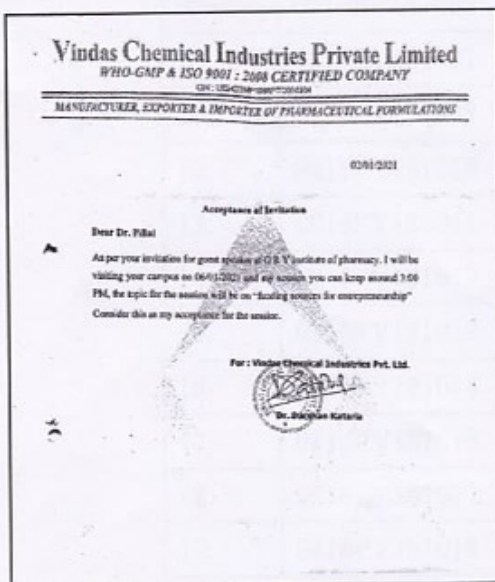 Vindas Chemical Industries Private Limited
WHO-GMP & ISO 9001 : 2008 CERTIFIED COMPANY
MANUFACTURER, EXPORTER & IMPORTER OF PHARMACEUTICAL FORMULATIONS
02/01/2021
Acceptance of Invitation
Dear Dr. Pillai
As per your invitation for guest speaker at institute of pharmacy. I will be
visiting your campus on 06/01/2021 and my session you can keep around 3:00
PM, the topic for the session will be on "funding sources for entrepreneurship"
Consider this as my acceptance for the session.
For : Vindas Chemical Industries Pvt. Ltd.
Dr. Kataria